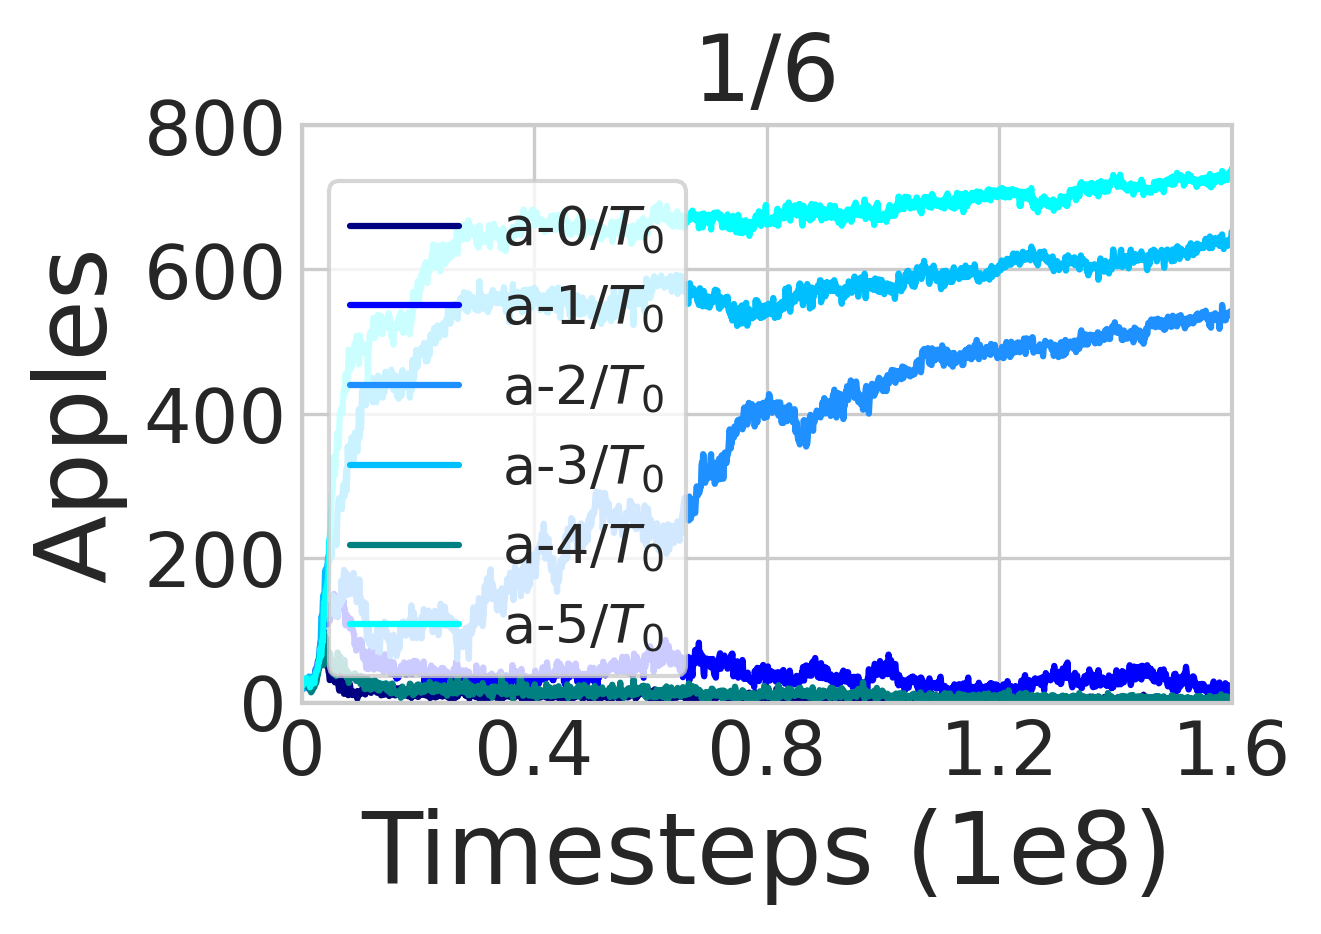 1/6
800
600
400
200
0
Apples
a-0/T₀
a-1/T₀
a-2/T₀
a-3/T₀
a-4/T₀
a-5/T₀
0 0.4 0.8 1.2 1.6
Timesteps (1e8)